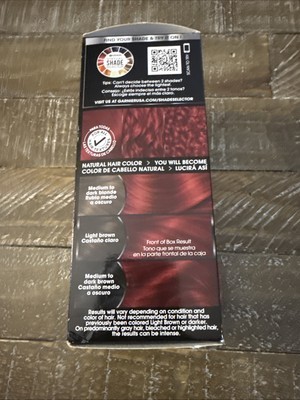 FIND YOUR SHADE & TRY IT ON!
SHADE
Tips: Can't decide between 2 shades?
Always choose the lightest.
Consejo: ¿Estás indeciso entre 2 tonos?
Escoge siempre el más claro.
VISIT US AT GARNIERUSA.COM/SHADESELECTOR
NATURAL HAIR COLOR > YOU WILL BECOME
COLOR DE CABELLO NATURAL > LUCIRÁ ASÍ
Medium to
dark blonde
Rubio medio
a oscuro
Light brown
Castaño claro
Front of Box Result
Tono que se muestra
en la parte frontal de la caja
Medium to
dark brown
Castaño medio
a oscuro
Results will vary depending on condition and
color of hair. Not recommended for hair that has
previously been colored Light Brown or darker.
On predominantly gray hair, bleached or highlighted hair,
the results can be intense.